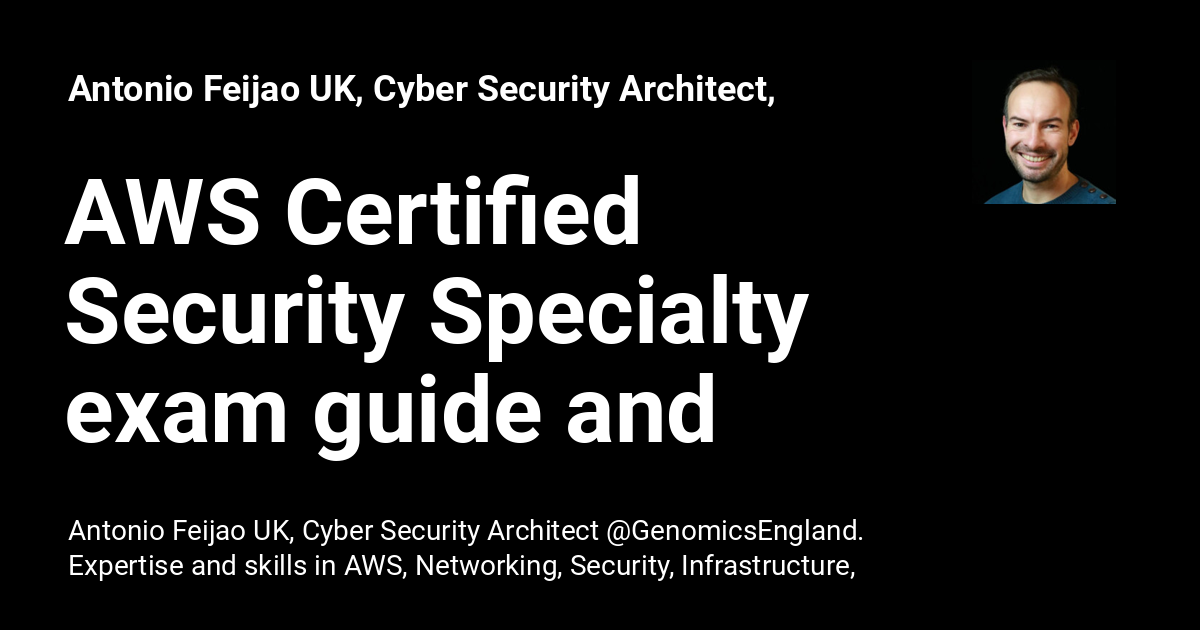 Antonio Feijao UK, Cyber Security Architect,
AWS Certified
Security Specialty
exam guide and
Antonio Feijao UK, Cyber Security Architect @GenomicsEngland.
Expertise and skills in AWS, Networking, Security, Infrastructure,